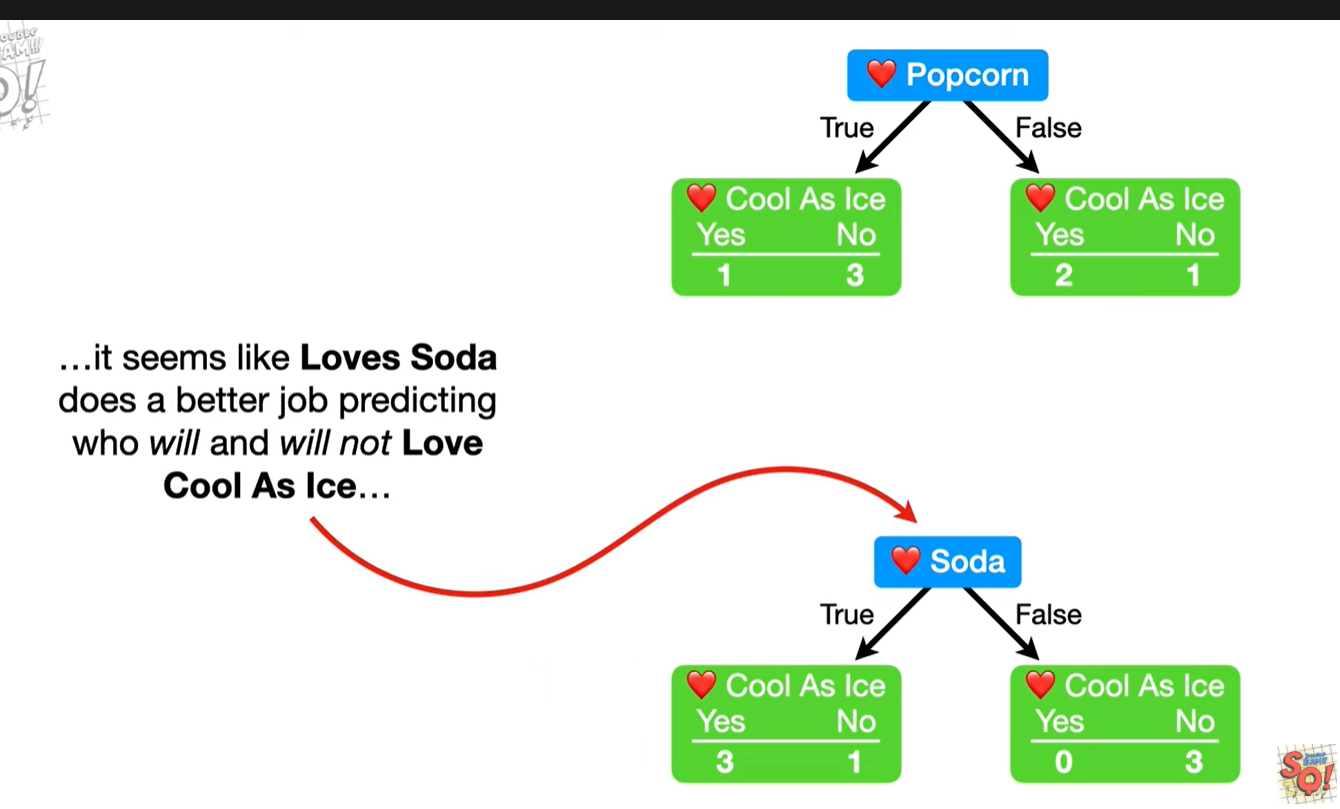 ❤️ Popcorn
True False
❤️ Cool As Ice
Yes No
1 3
❤️ Cool As Ice
Yes No
2 1
…it seems like Loves Soda
does a better job predicting
who will and will not Love
Cool As Ice…
❤️ Soda
True False
❤️ Cool As Ice
Yes No
3 1
❤️ Cool As Ice
Yes No
0 3
SQ!